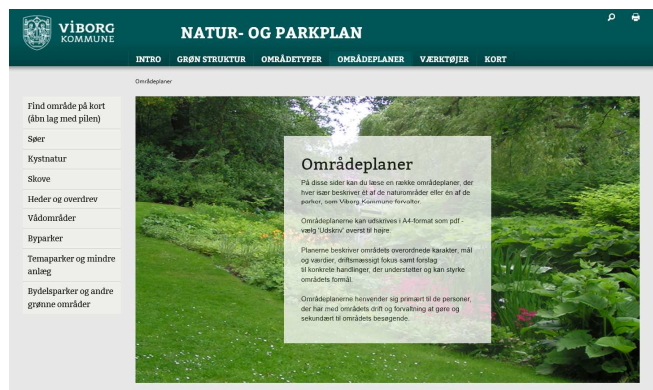 VIBORG
KOMMUNE
NATUR- OG PARKPLAN
INTRO GRØN STRUKTUR OMRÅDETYPER OMRÅDEPLANER VÆRKTØJER KORT
Områdeplaner
Find område på kort
(åbn lag med pilen)
Søer
Kystnatur
Skove
Heder og overdrev
Vådområder
Byparker
Temaparker og mindre
anlæg
Bydelsparker og andre
grønne områder
Områdeplaner
På disse sider kan du læse en række områdeplaner, der
hver især beskriver ét af de naturområder eller én af de
parker, som Viborg Kommune forvalter.
Områdeplanerne kan udskrives i A4-format som pdf -
vælg 'Udskriv' øverst til højre.
Planerne beskriver områdets overordnede karakter, mål
og værdier, driftsmæssigt fokus samt forslag
til konkrete handlinger, der understøtter og kan styrke
områdets formål.
Områdeplanerne henvender sig primært til de personer,
der har med områdets drift og forvaltning at gøre og
sekundært til områdets besøgende.